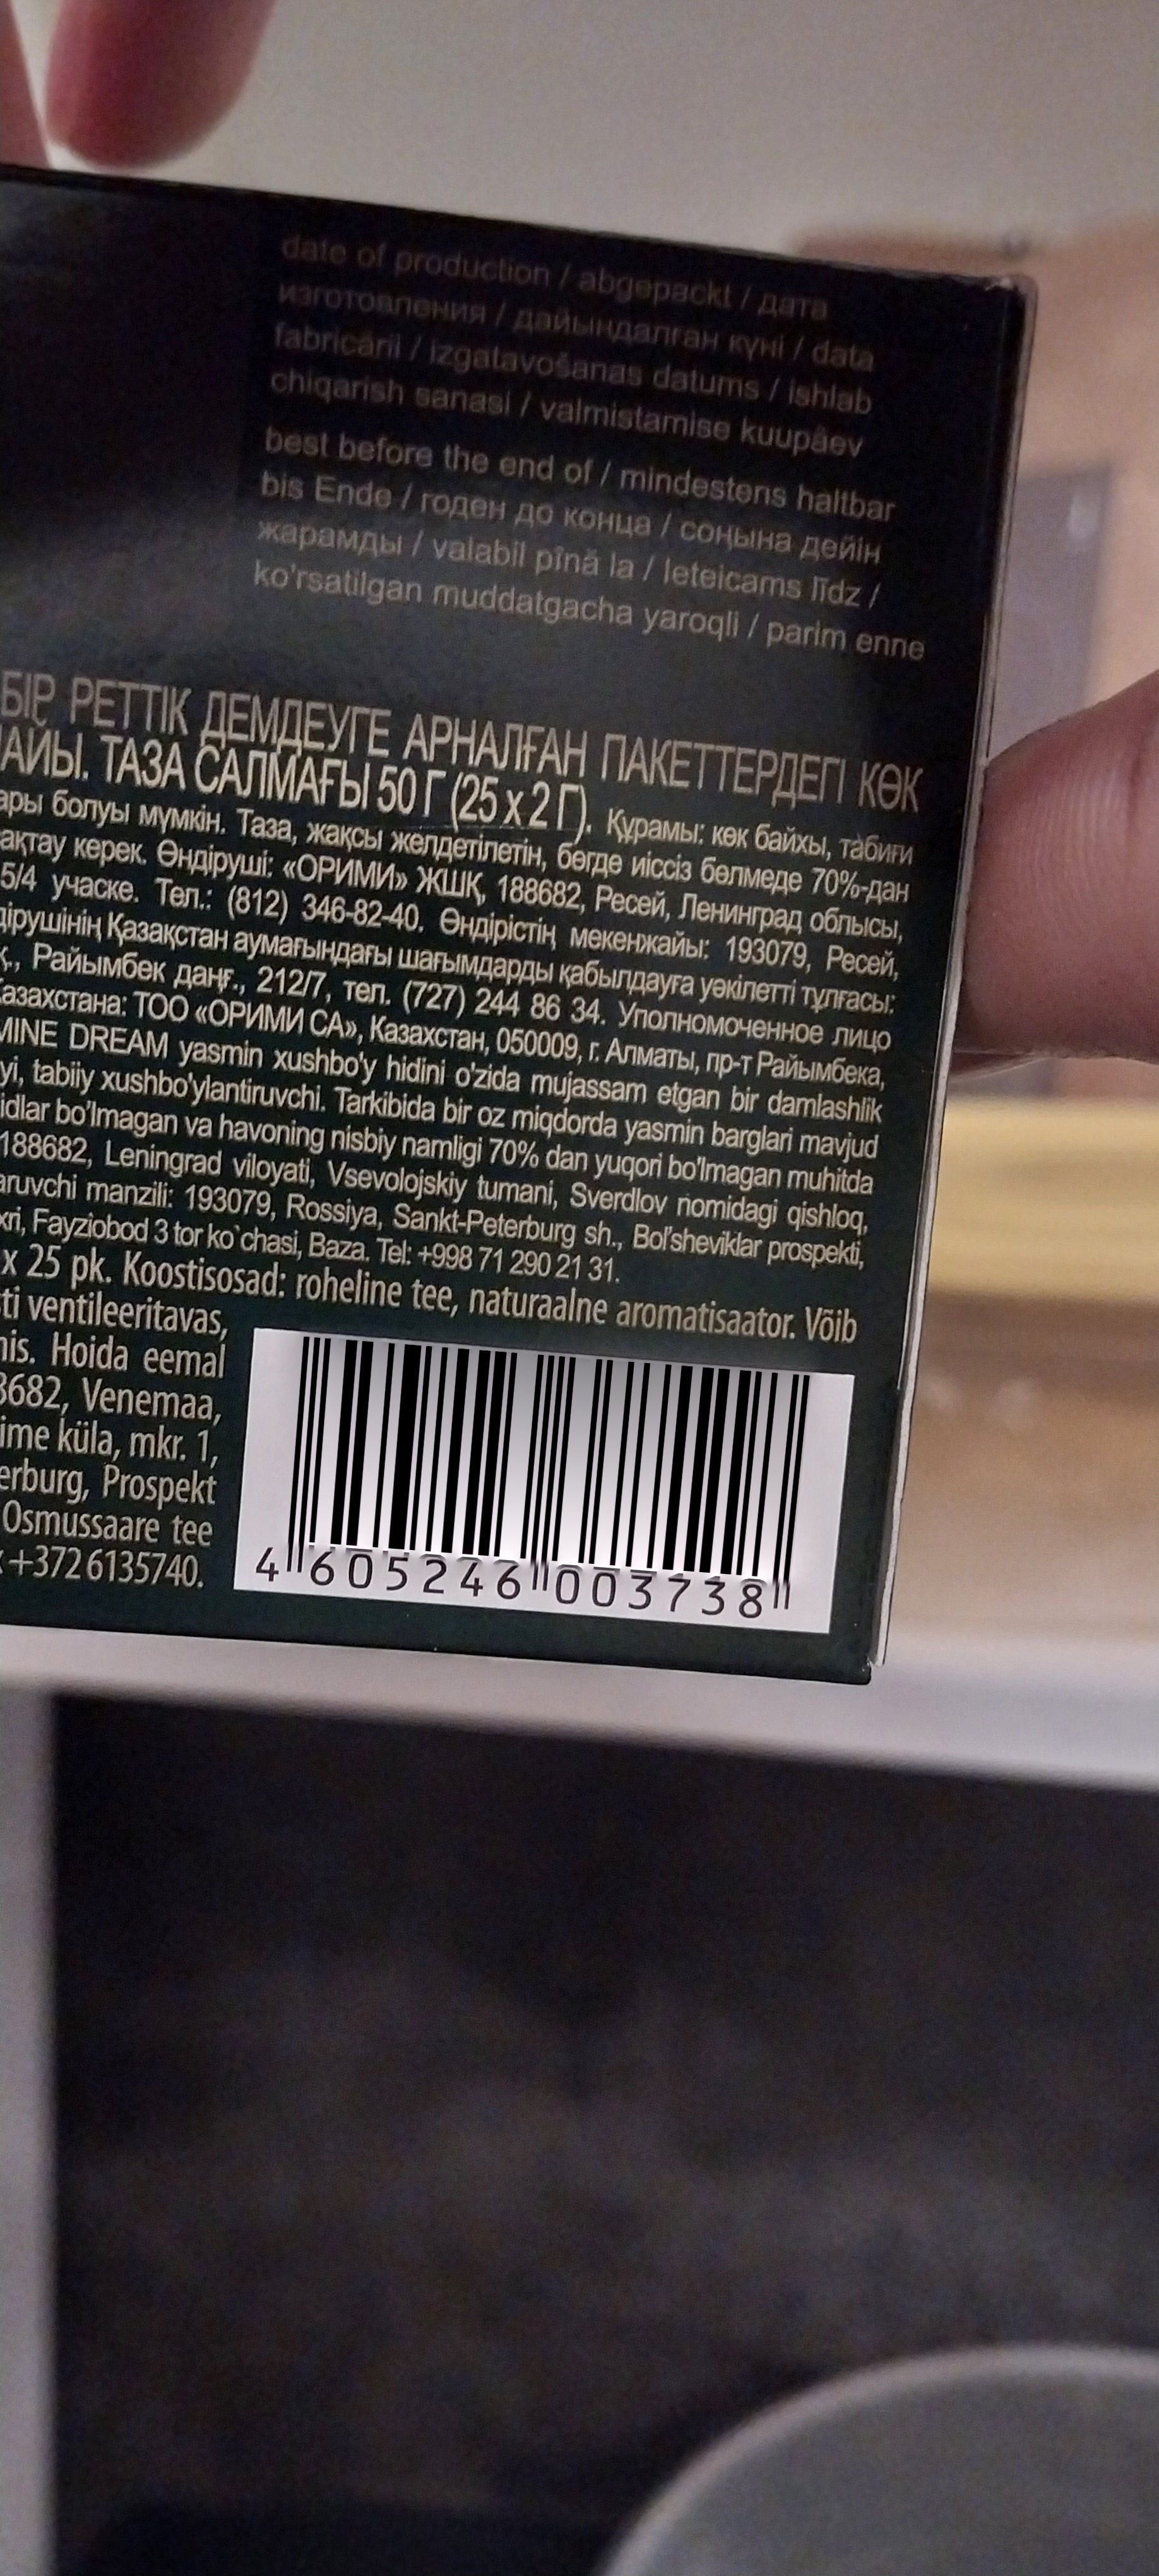 date of production / abgepackt / дата
изготовления / дайындалған күні / data
fabricării / izgatavošanas datums / ishlab
chiqarish sanasi / valmistamise kuupäev
best before the end of / mindestens haltbar
bis Ende / годен до конца / соңына дейін
жарамды / valabil pînă la / Ieteicams līdz /
ko'rsatilgan muddatgacha yaroqli / parim enne
БІР РЕТТІК ДЕМДЕУГЕ АРНАЛҒАН ПАКЕТТЕРДЕГІ КӨК
АЙЫ. ТАЗА САЛМАҒЫ 50 Г (25 x 2 Г). Құрамы: көк байхы, табиғи
ары болуы мүмкін. Таза, жақсы желдетілетін, бөгде иіссіз бөлмеде 70%-дан
ақтау керек. Өндіруші: «ОРИМИ» ЖШҚ, 188682, Ресей, Ленинград облысы,
5/4 учаске. Тел.: (812) 346-82-40. Өндірістің мекенжайы: 193079, Ресей,
дірушінің Қазақстан аумағындағы шағымдарды қабылдауға уәкілетті тұлғасы:
қ., Райымбек даңғ., 212/7, тел. (727) 244 86 34. Уполномоченное лицо
Казахстана: ТОО «ОРИМИ СА», Казахстан, 050009, г. Алматы, пр-т Райымбека,
MINE DREAM yasmin xushbo'y hidini o'zida mujassam etgan bir damlashlik
yi, tabiiy xushbo'ylantiruvchi. Tarkibida bir oz miqdorda yasmin barglari mavjud
idlar bo'lmagan va havoning nisbiy namligi 70% dan yuqori bo'lmagan muhitda
188682, Leningrad viloyati, Vsevolojskiy tumani, Sverdlov nomidagi qishloq,
aruvchi manzili: 193079, Rossiya, Sankt-Peterburg sh., Bol'sheviklar prospekti,
xri, Fayziobod 3 tor ko`chasi, Baza. Tel: +998 71 290 21 31.
x 25 pk. Koostisosad: roheline tee, naturaalne aromatisaator. Võib
ti ventileeritavas,
nis. Hoida eemal
8682, Venemaa,
ime küla, mkr. 1,
erburg, Prospekt
Osmussaare tee
+372 6135740.
4 605246 003738